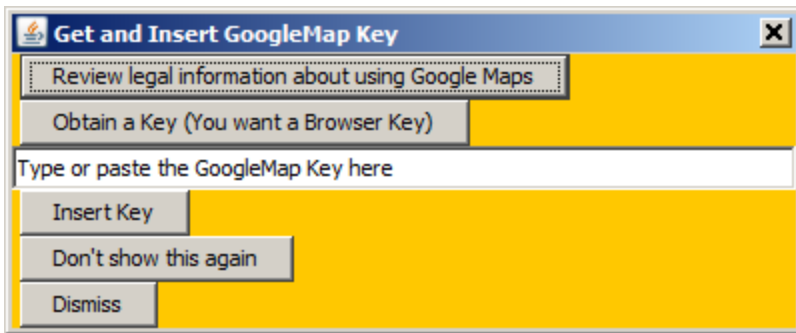 Get and Insert GoogleMap Key
Review legal information about using Google Maps
Obtain a Key (You want a Browser Key)
Type or paste the GoogleMap Key here
Insert Key
Don't show this again
Dismiss